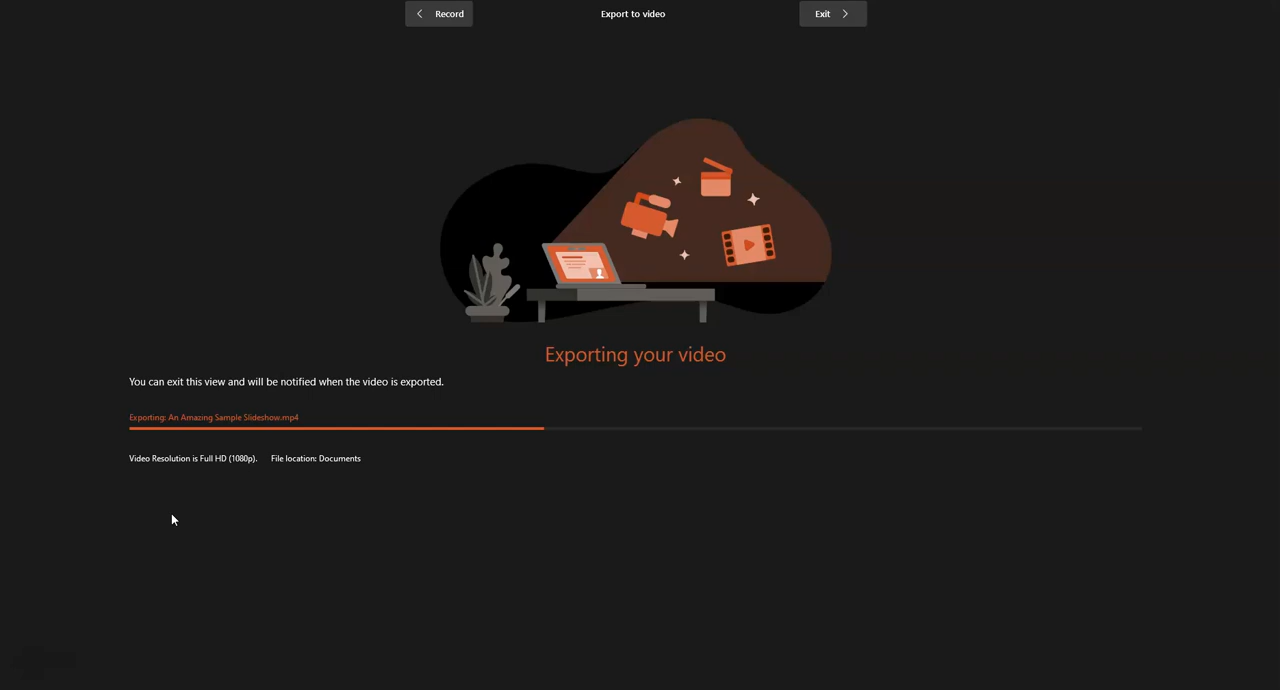 Record
Export to video
Exit
Exporting your video
You can exit this view and will be notified when the video is exported.
Exporting: An Amazing Sample Slideshow.mp4
Video Resolution is Full HD (1080p). File location: Documents